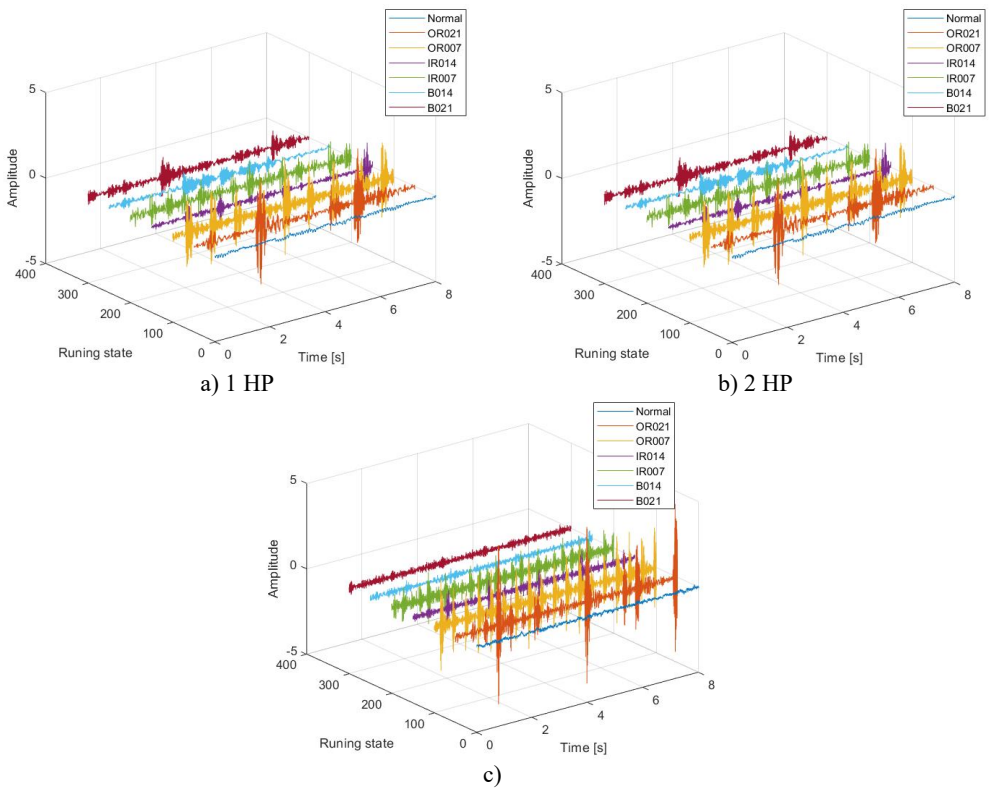 Normal
OR021
OR007
IR014
IR007
B014
B021
5
0
-5
Amplitude
400
300
200
100
0
Runing state
0
2
4
6
8
Time [s]
a) 1 HP
Normal
OR021
OR007
IR014
IR007
B014
B021
5
0
-5
Amplitude
400
300
200
100
0
Runing state
0
2
4
6
8
Time [s]
b) 2 HP
Normal
OR021
OR007
IR014
IR007
B014
B021
5
0
-5
Amplitude
400
300
200
100
0
Runing state
0
2
4
6
8
Time [s]
c)